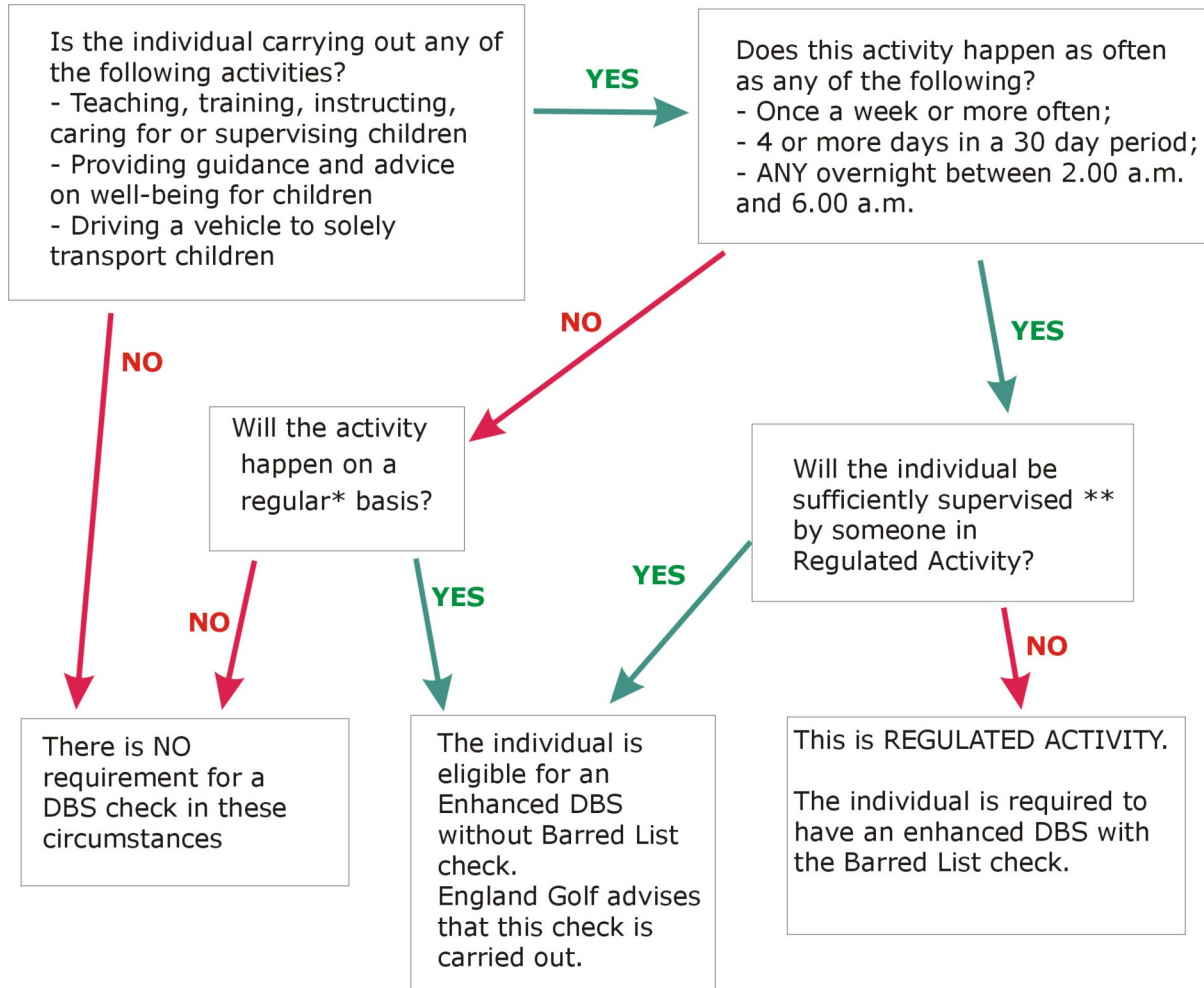 Is the individual carrying out any of
the following activities?
- Teaching, training, instructing,
caring for or supervising children
- Providing guidance and advice
on well-being for children
- Driving a vehicle to solely
transport children
YES
Does this activity happen as often
as any of the following?
- Once a week or more often;
- 4 or more days in a 30 day period;
- ANY overnight between 2.00 a.m.
and 6.00 a.m.
NO
NO
YES
Will the activity
happen on a
regular* basis?
Will the individual be
sufficiently supervised **
by someone in
Regulated Activity?
NO
YES
YES
NO
There is NO
requirement for a
DBS check in these
circumstances
The individual is
eligible for an
Enhanced DBS
without Barred List
check.
England Golf advises
that this check is
carried out.
This is REGULATED ACTIVITY.
The individual is required to
have an enhanced DBS with
the Barred List check.